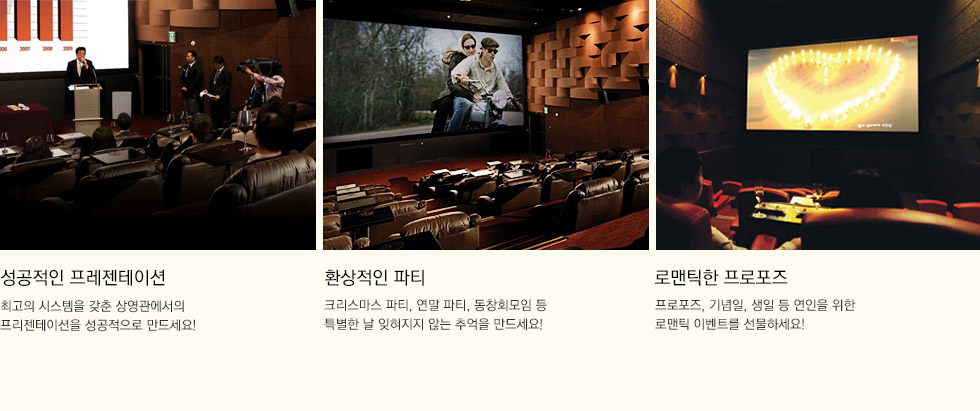 2006 2007 2008 2009
성공적인 프레젠테이션
최고의 시스템을 갖춘 상영관에서의
프리젠테이션을 성공적으로 만드세요!
환상적인 파티
크리스마스 파티, 연말 파티, 동창회모임 등
특별한 날 잊혀지지 않는 추억을 만드세요!
로맨틱한 프로포즈
프로포즈, 기념일, 생일 등 연인을 위한
로맨틱 이벤트를 선물하세요!